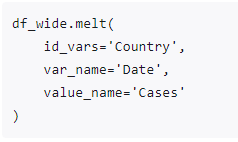 df_wide.melt(
    id_vars='Country',
    var_name='Date',
    value_name='Cases'
)